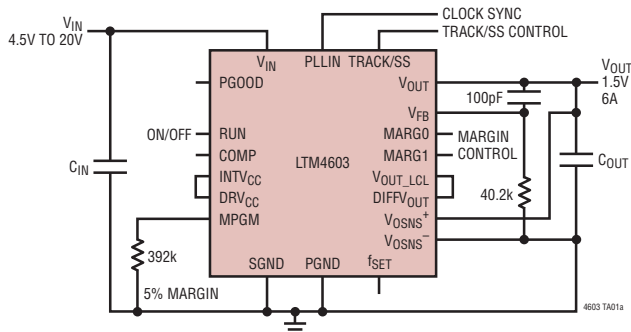 CLOCK SYNC
TRACK/SS CONTROL
VIN
4.5V TO 20V
VIN PLLIN TRACK/SS
PGOOD
VOUT
VOUT
1.5V
6A
100pF
VFB
ON/OFF
RUN
MARG0
MARGIN
CONTROL
COMP
LTM4603
MARG1
CIN
COUT
INTVCC
VOUT_LCL
DRVCC
DIFFVOUT
40.2k
MPGM
VOSNS+
VOSNS–
392k
SGND PGND fSET
5% MARGIN
4603 TA01a